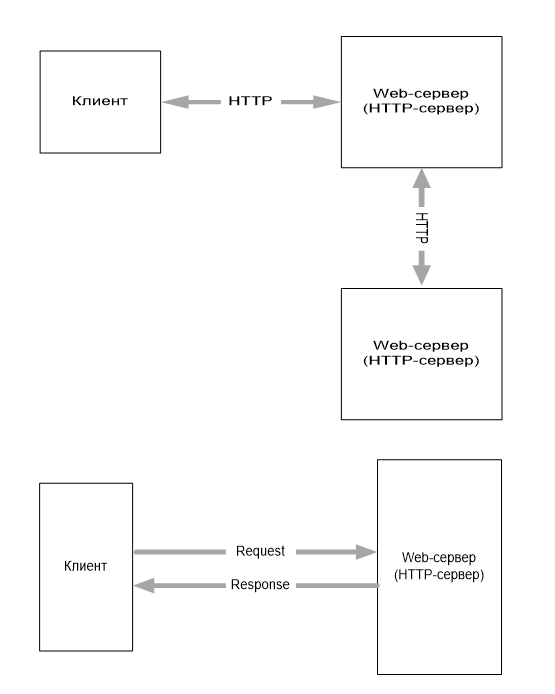 Клиент
HTTP
Web-сервер
(HTTP-сервер)
HTTP
Web-сервер
(HTTP-сервер)
Клиент
Request
Response
Web-сервер
(HTTP-сервер)